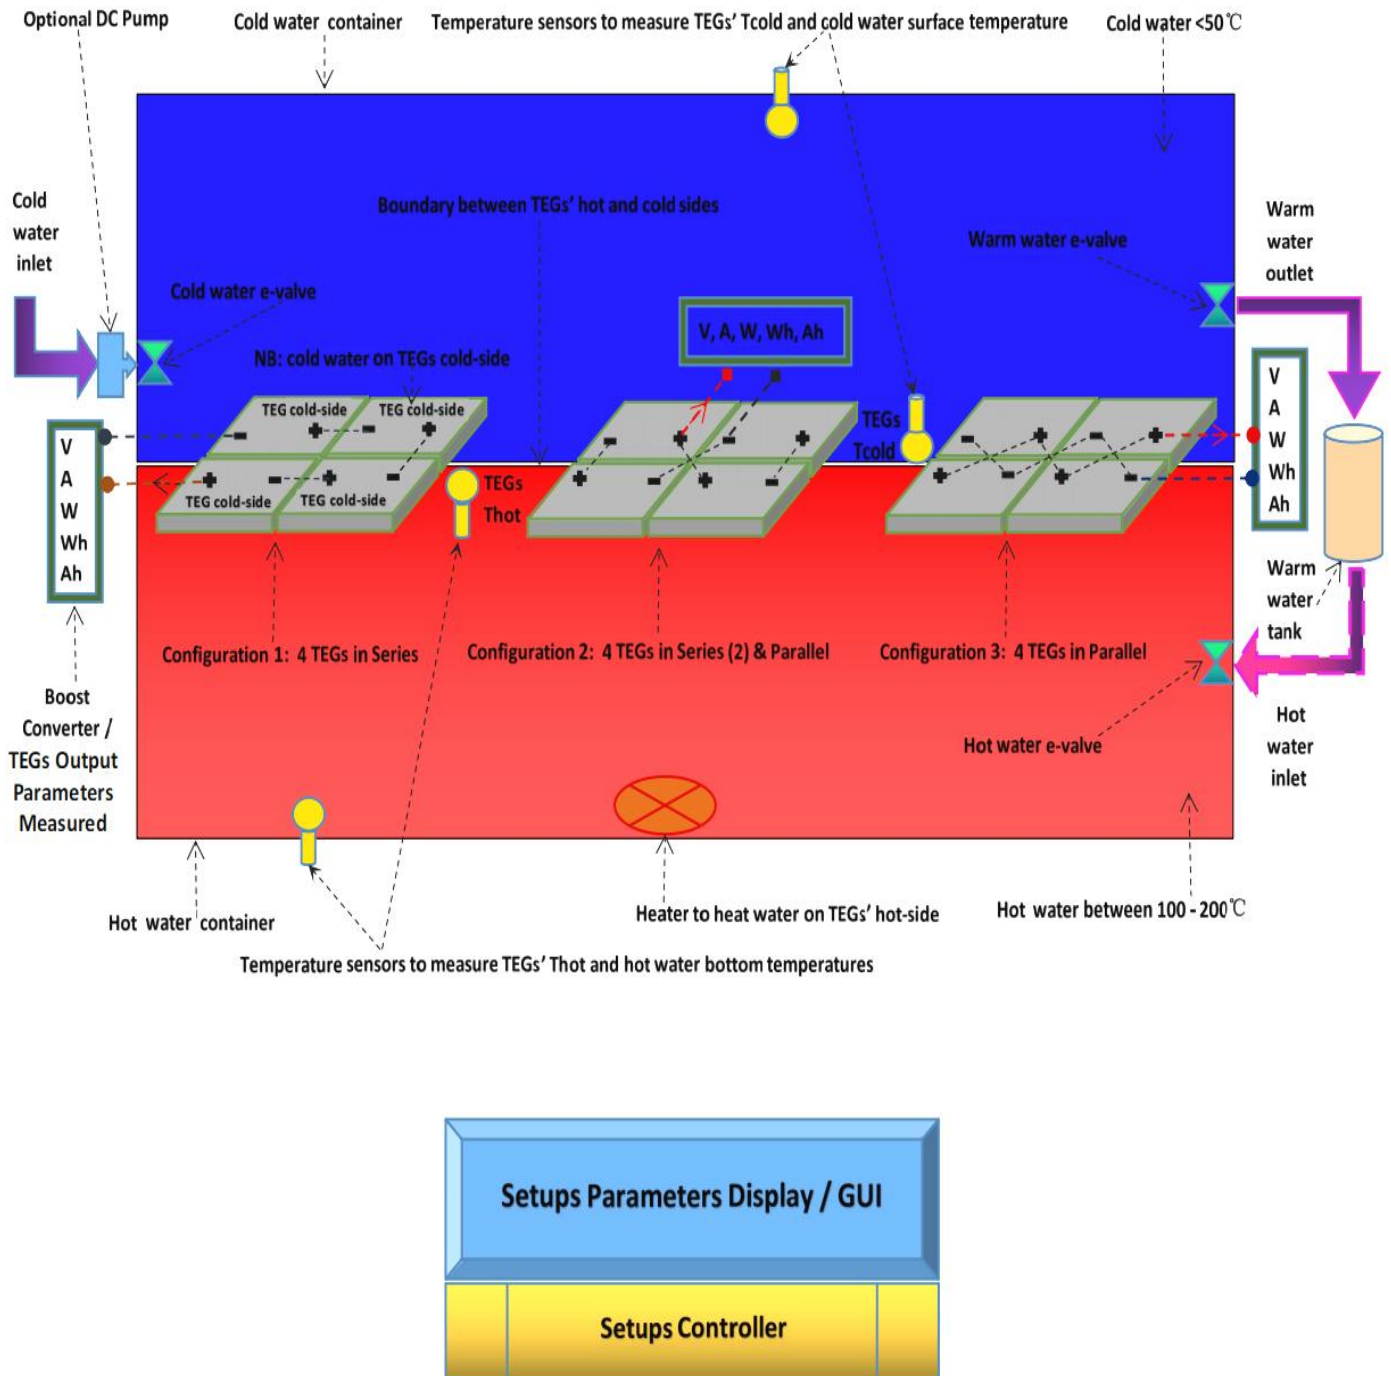 Optional DC Pump
Cold water container
Temperature sensors to measure TEGs' Tcold and cold water surface temperature
Cold water <50℃
Cold
water
inlet
Boundary between TEGs' hot and cold sides
Warm
water
outlet
Warm water e-valve
Cold water e-valve
V, A, W, Wh, Ah
NB: cold water on TEGs cold-side
TEG cold-side
TEG cold-side
TEG cold-side
TEG cold-side
TEGs
Tcold
TEGs
Thot
V
A
W
Wh
Ah
V
A
W
Wh
Ah
Configuration 1: 4 TEGs in Series
Configuration 2: 4 TEGs in Series (2) & Parallel
Configuration 3: 4 TEGs in Parallel
Warm
water
tank
Boost
Converter /
TEGs Output
Parameters
Measured
Hot water e-valve
Hot
water
inlet
Hot water container
Heater to heat water on TEGs' hot-side
Hot water between 100 - 200℃
Temperature sensors to measure TEGs' Thot and hot water bottom temperatures
Setups Parameters Display / GUI
Setups Controller